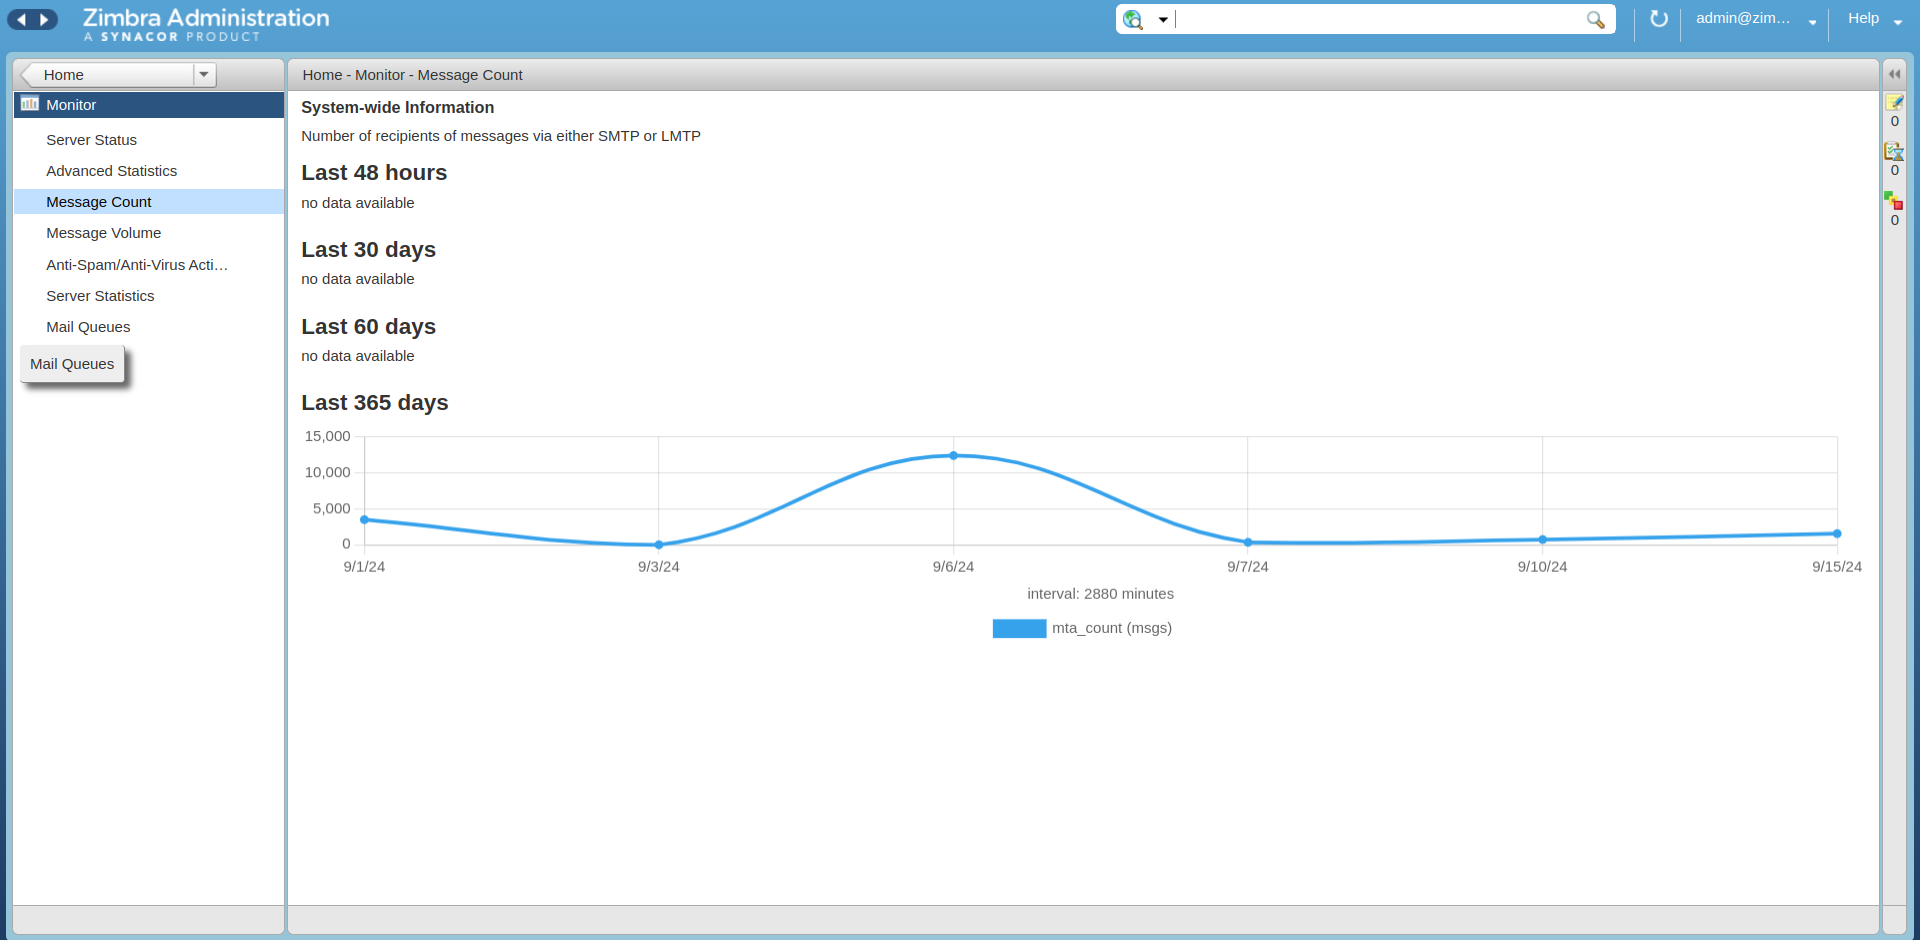 Zimbra Administration
A SYNACOR PRODUCT
admin@zim...
Help
Home
Home - Monitor - Message Count
Monitor
Server Status
Advanced Statistics
Message Count
Message Volume
Anti-Spam/Anti-Virus Acti...
Server Statistics
Mail Queues
Mail Queues
System-wide Information
Number of recipients of messages via either SMTP or LMTP
Last 48 hours
no data available
Last 30 days
no data available
Last 60 days
no data available
Last 365 days
15,000
10,000
5,000
0
9/1/24 9/3/24 9/6/24 9/7/24 9/10/24 9/15/24
interval: 2880 minutes
mta_count (msgs)
0
0
0